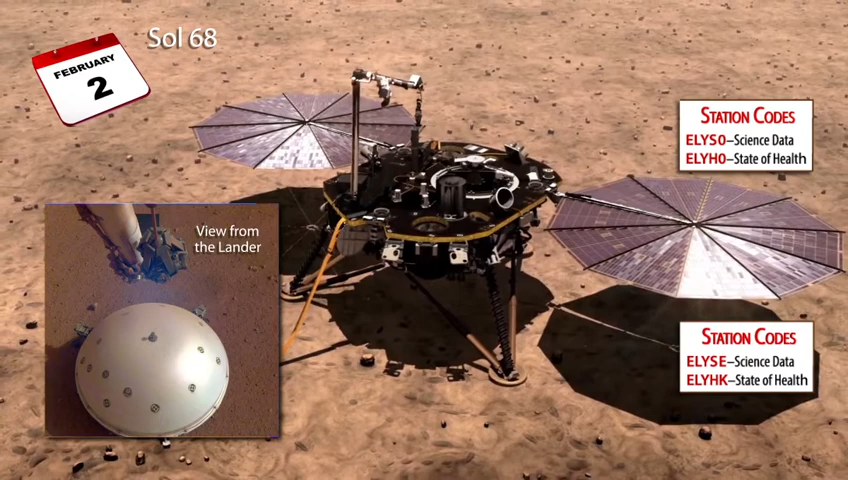 FEBRUARY
2
Sol 68
STATION CODES
ELYS0–Science Data
ELYH0–State of Health
View from
the Lander
STATION CODES
ELYSE–Science Data
ELYHK–State of Health